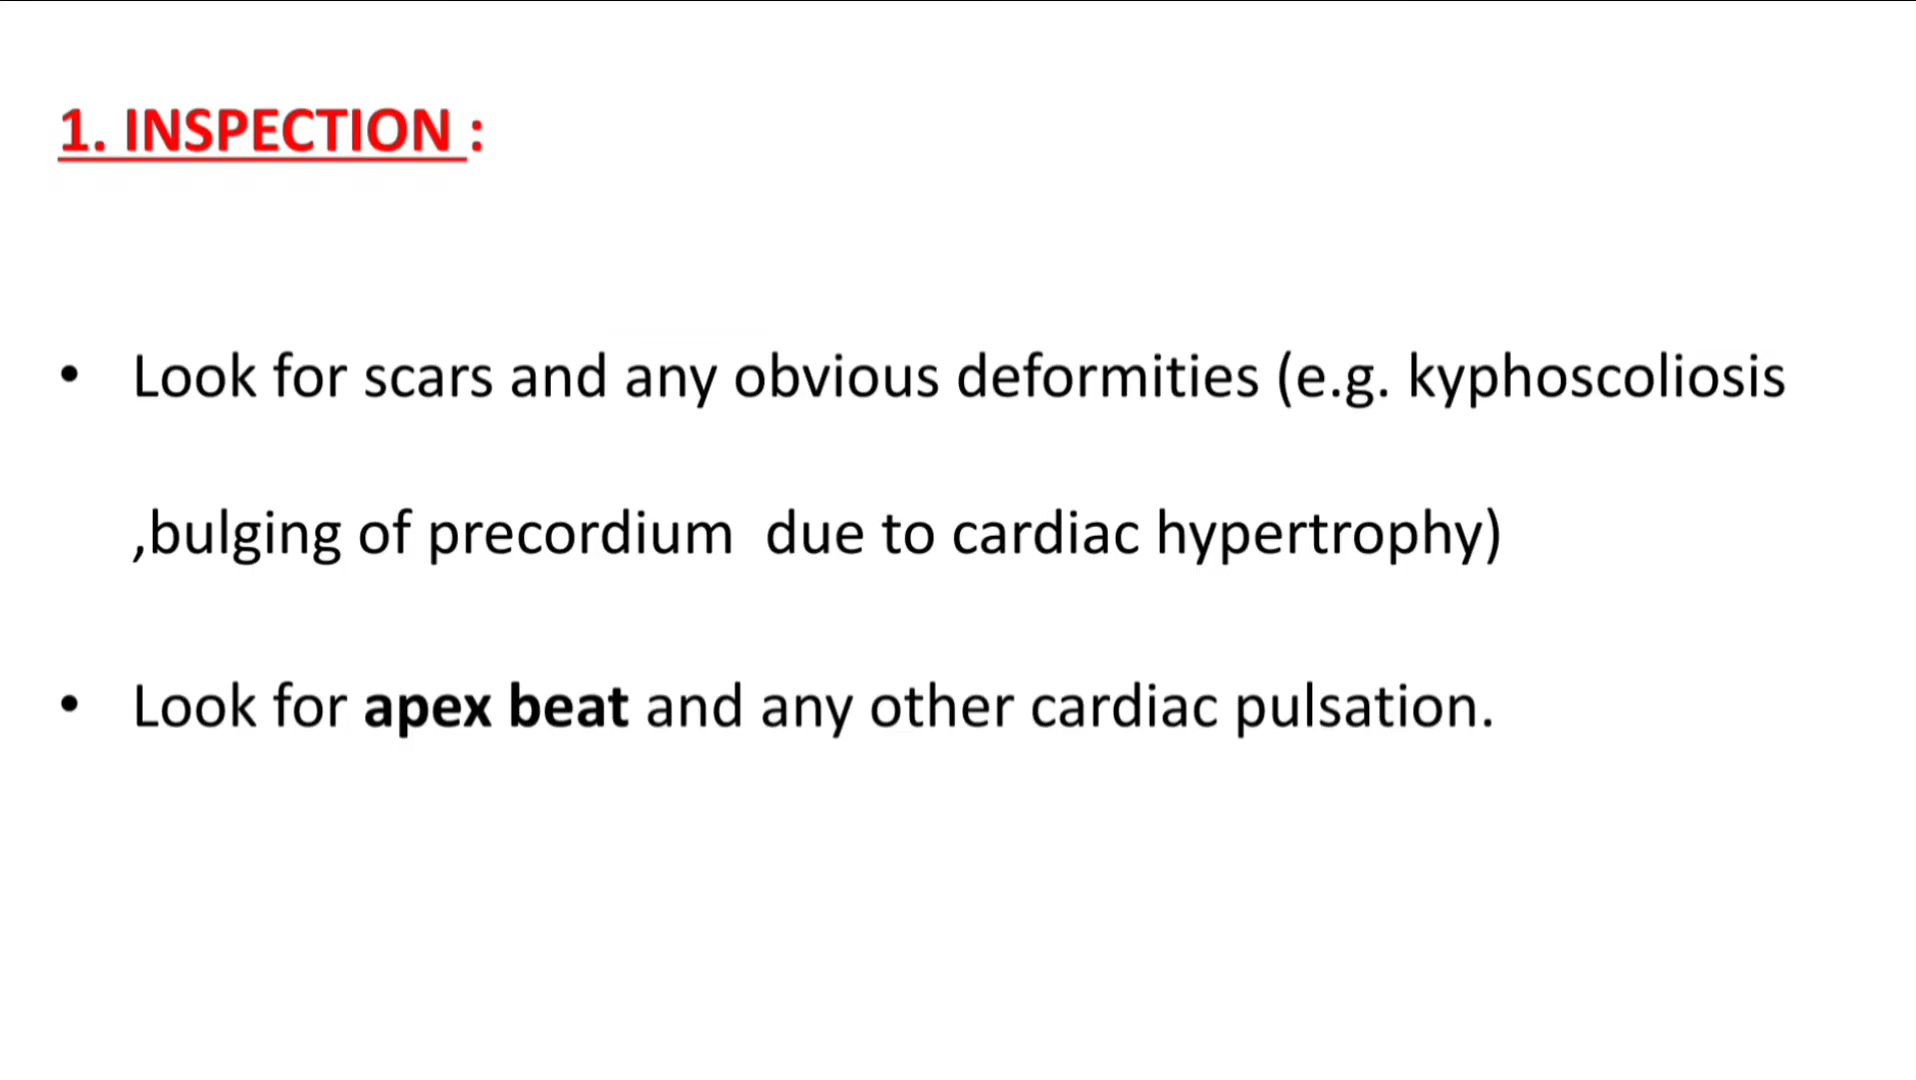 1. INSPECTION :
• Look for scars and any obvious deformities (e.g. kyphoscoliosis
,bulging of precordium  due to cardiac hypertrophy)
• Look for apex beat and any other cardiac pulsation.